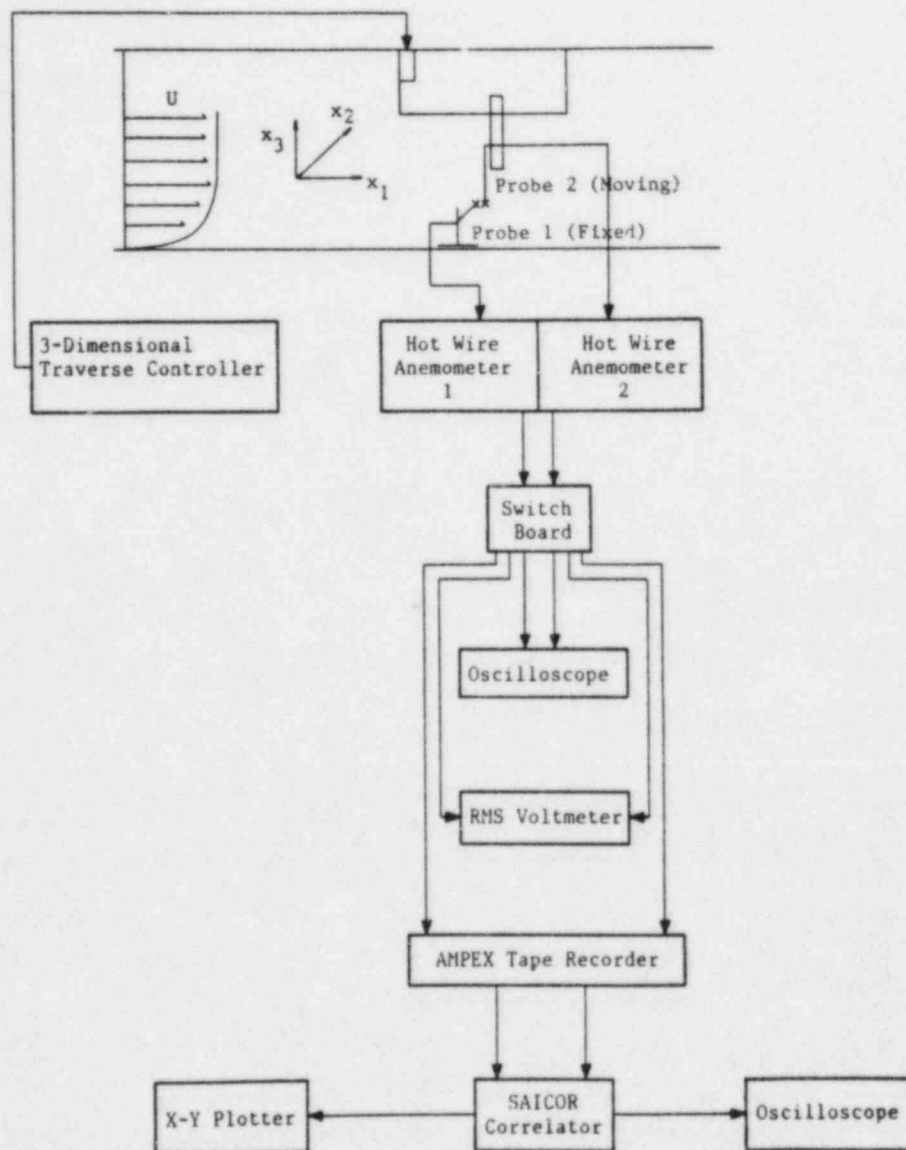 U
x3
x2
x1
Probe 2 (Moving)
Probe 1 (Fixed)
3-Dimensional
Traverse Controller
Hot Wire
Anemometer
1
Hot Wire
Anemometer
2
Switch
Board
Oscilloscope
RMS Voltmeter
AMPEX Tape Recorder
X-Y Plotter
SAICOR
Correlator
Oscilloscope